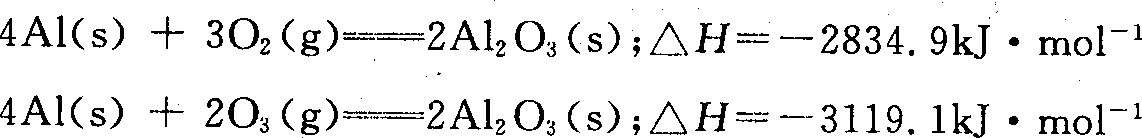 4Al(s) + 3O₂(g)══2Al₂O₃(s);△H=−2834.9kJ·mol⁻¹
4Al(s) + 2O₃(g)══2Al₂O₃(s);△H=−3119.1kJ·mol⁻¹